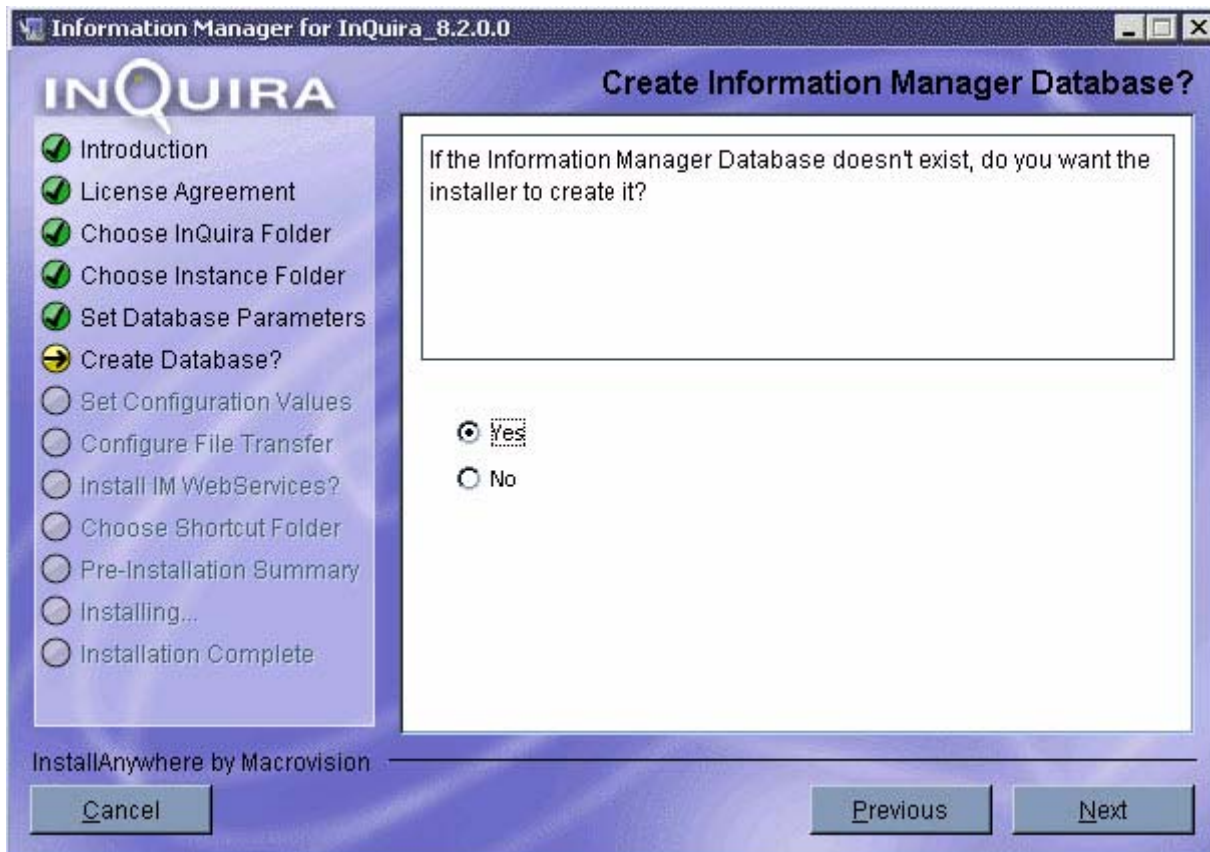 Information Manager for InQuira_8.2.0.0
INQUIRA
Create Information Manager Database?
Introduction
License Agreement
Choose InQuira Folder
Choose Instance Folder
Set Database Parameters
Create Database?
Set Configuration Values
Configure File Transfer
Install IM WebServices?
Choose Shortcut Folder
Pre-Installation Summary
Installing...
Installation Complete
If the Information Manager Database doesn't exist, do you want the
installer to create it?
Yes
No
InstallAnywhere by Macrovision
Cancel
Previous
Next